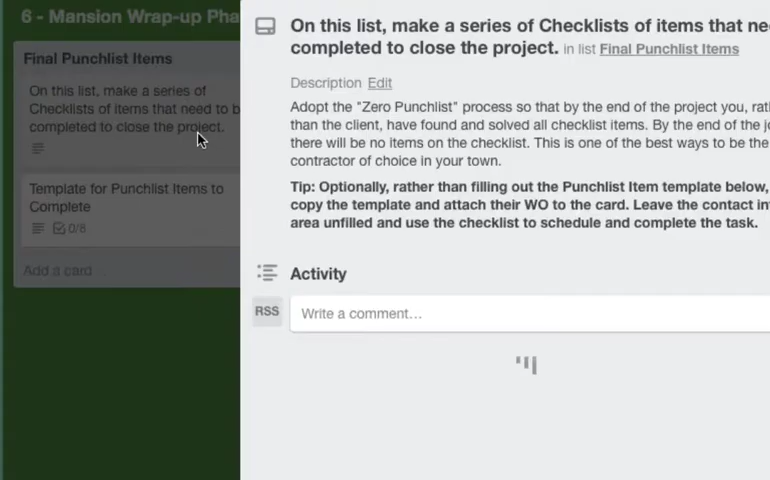 6 - Mansion Wrap-up Pha
Final Punchlist Items
On this list, make a series of
Checklists of items that need to b
completed to close the project.
Template for Punchlist Items to
Complete
0/8
Add a card
On this list, make a series of Checklists of items that ne
completed to close the project. in list Final Punchlist Items
Description Edit
Adopt the "Zero Punchlist" process so that by the end of the project you, rat
than the client, have found and solved all checklist items. By the end of the jo
there will be no items on the checklist. This is one of the best ways to be the
contractor of choice in your town.
Tip: Optionally, rather than filling out the Punchlist Item template below,
copy the template and attach their WO to the card. Leave the contact in
area unfilled and use the checklist to schedule and complete the task.
Activity
RSS
Write a comment…